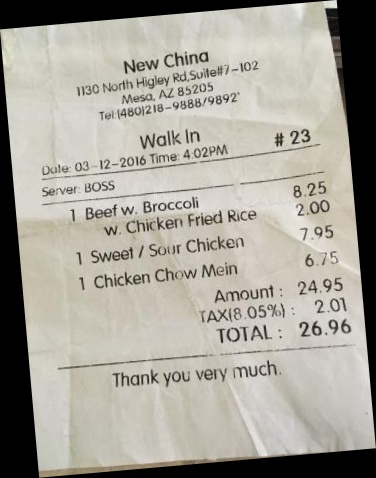 New China
1130 North Higley Rd,Suite#7-102
Mesa, AZ 85205
Tel:(480)218-9888/9892'
Walk In # 23
Date: 03-12-2016 Time: 4:02PM
Server: BOSS
1 Beef w. Broccoli 8.25
w. Chicken Fried Rice 2.00
1 Sweet / Sour Chicken 7.95
1 Chicken Chow Mein 6.75
Amount : 24.95
TAX(8.05%) : 2.01
TOTAL : 26.96
Thank you very much.